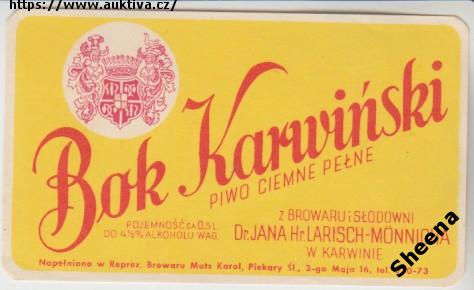 https://www.auktiva.cz/
Bok Karwiński
PIWO CIEMNE PEŁNE
POJEMNOŚĆ CA 0,5 L
DO 4½% ALKOHOLU WAG.
Z BROWARU i SŁODOWNI
Dr. JANA Hr. LARISCH-MÖNNICHA
W KARWINIE
Napełniono w Reprez. Browaru Mutz Karol, Piekary Śl., 3-go Maja 16, tel.
Sheena